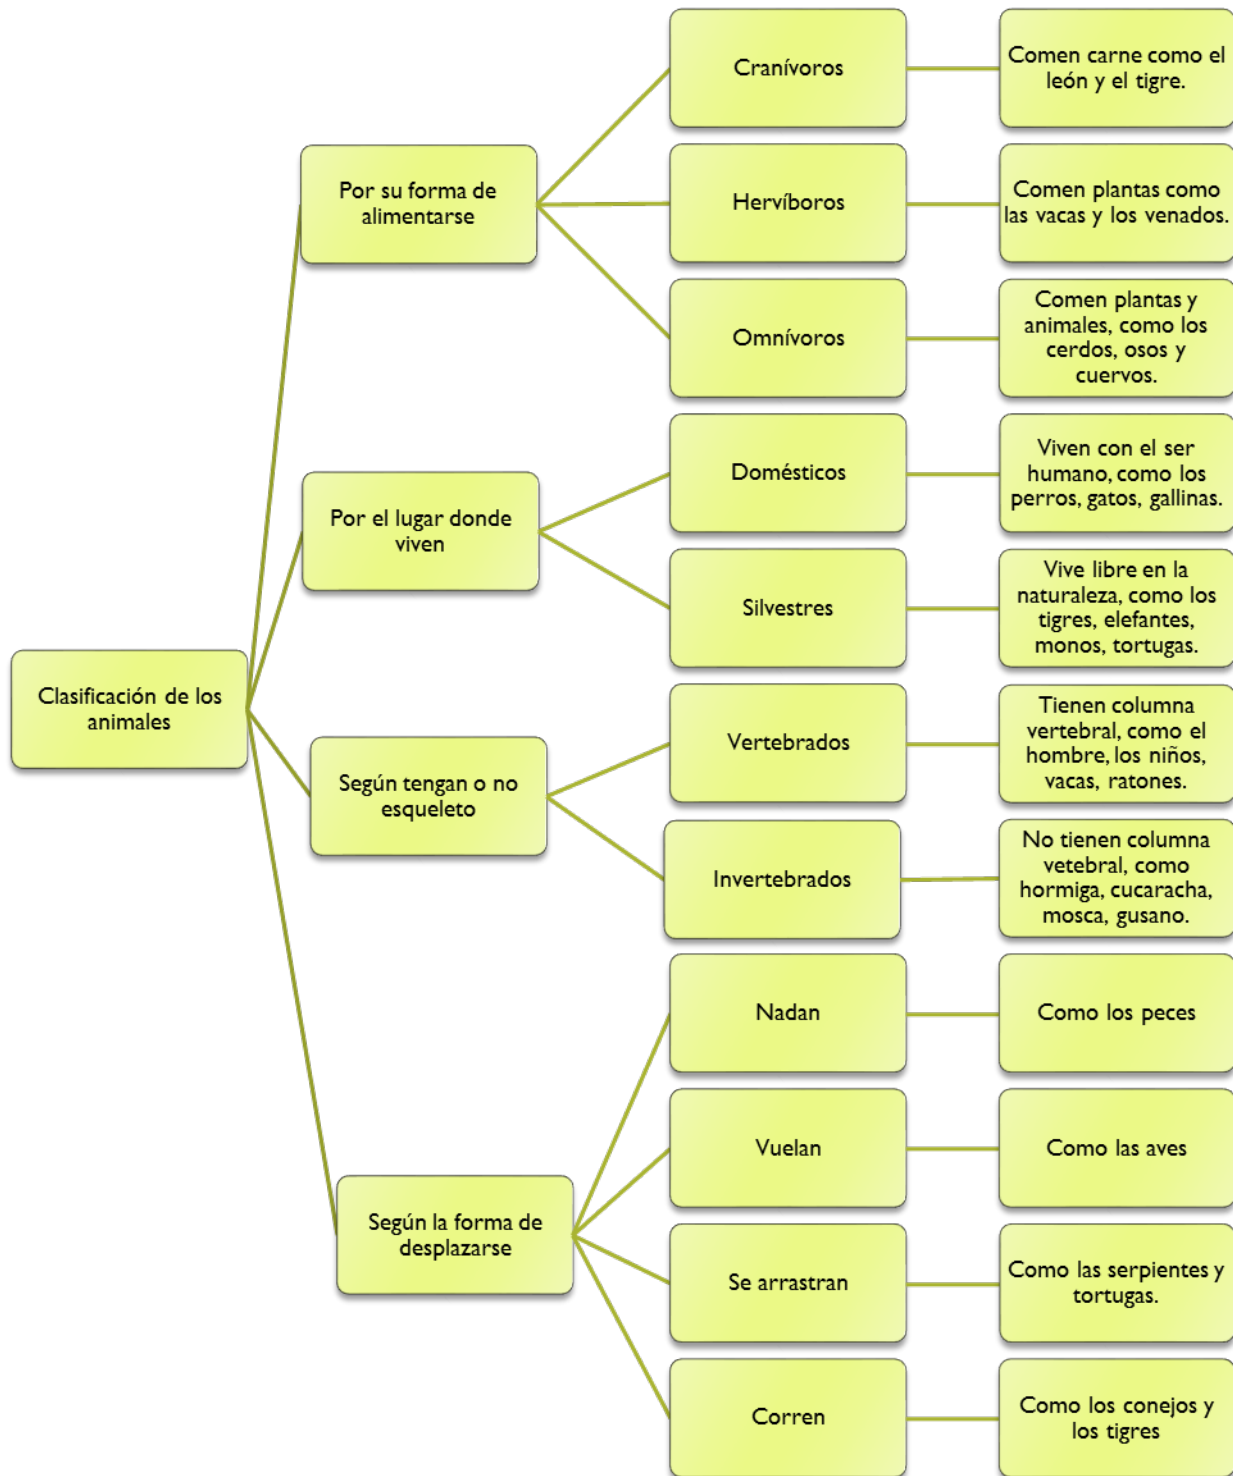 Clasificación de los
animales
Por su forma de
alimentarse
Cranívoros
Comen carne como el
león y el tigre.
Hervíboros
Comen plantas como
las vacas y los venados.
Omnívoros
Comen plantas y
animales, como los
cerdos, osos y
cuervos.
Por el lugar donde
viven
Domésticos
Viven con el ser
humano, como los
perros, gatos, gallinas.
Silvestres
Vive libre en la
naturaleza, como los
tigres, elefantes,
monos, tortugas.
Según tengan o no
esqueleto
Vertebrados
Tienen columna
vertebral, como el
hombre, los niños,
vacas, ratones.
Invertebrados
No tienen columna
vetebral, como
hormiga, cucaracha,
mosca, gusano.
Según la forma de
desplazarse
Nadan
Como los peces
Vuelan
Como las aves
Se arrastran
Como las serpientes y
tortugas.
Corren
Como los conejos y
los tigres